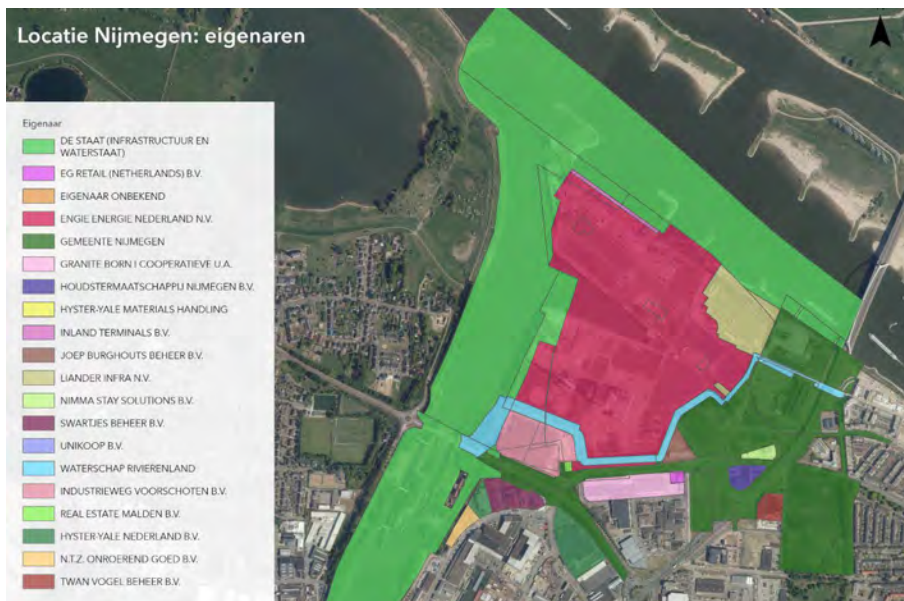 Locatie Nijmegen: eigenaren
Eigenaar
DE STAAT (INFRASTRUCTUUR EN
WATERSTAAT)
EG RETAIL (NETHERLANDS) B.V.
EIGENAAR ONBEKEND
ENGIE ENERGIE NEDERLAND N.V.
GEMEENTE NIJMEGEN
GRANITE BORN I COOPERATIEVE U.A.
HOUDSTERMAATSCHAPPIJ NIJMEGEN B.V.
HYSTER-YALE MATERIALS HANDLING
INLAND TERMINALS B.V.
JOEP BURGHOUTS BEHEER B.V.
LIANDER INFRA N.V.
NIMMA STAY SOLUTIONS B.V.
SWARTJES BEHEER B.V.
UNIKOOP B.V.
WATERSCHAP RIVIERENLAND
INDUSTRIEWEG VOORSCHOTEN B.V.
REAL ESTATE MALDEN B.V.
HYSTER-YALE NEDERLAND B.V.
N.T.Z. ONROEREND GOED B.V.
TWAN VOGEL BEHEER B.V.